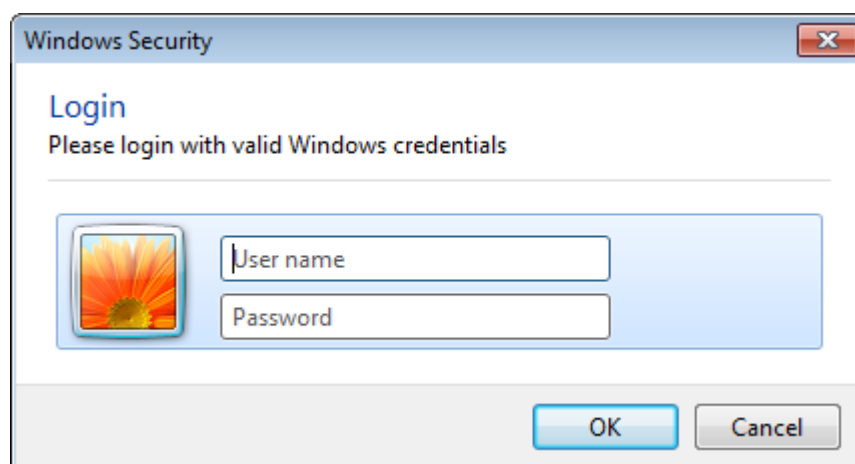 Windows Security
Login
Please login with valid Windows credentials
User name
Password
OK
Cancel